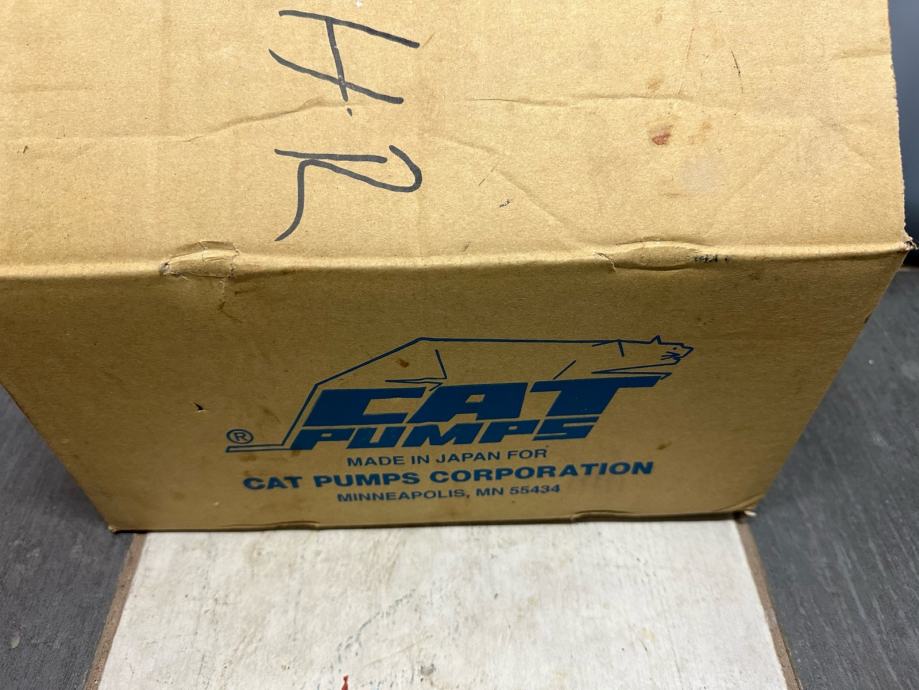 H.R
CAT
PUMPS
®
MADE IN JAPAN FOR
CAT PUMPS CORPORATION
MINNEAPOLIS, MN 55434